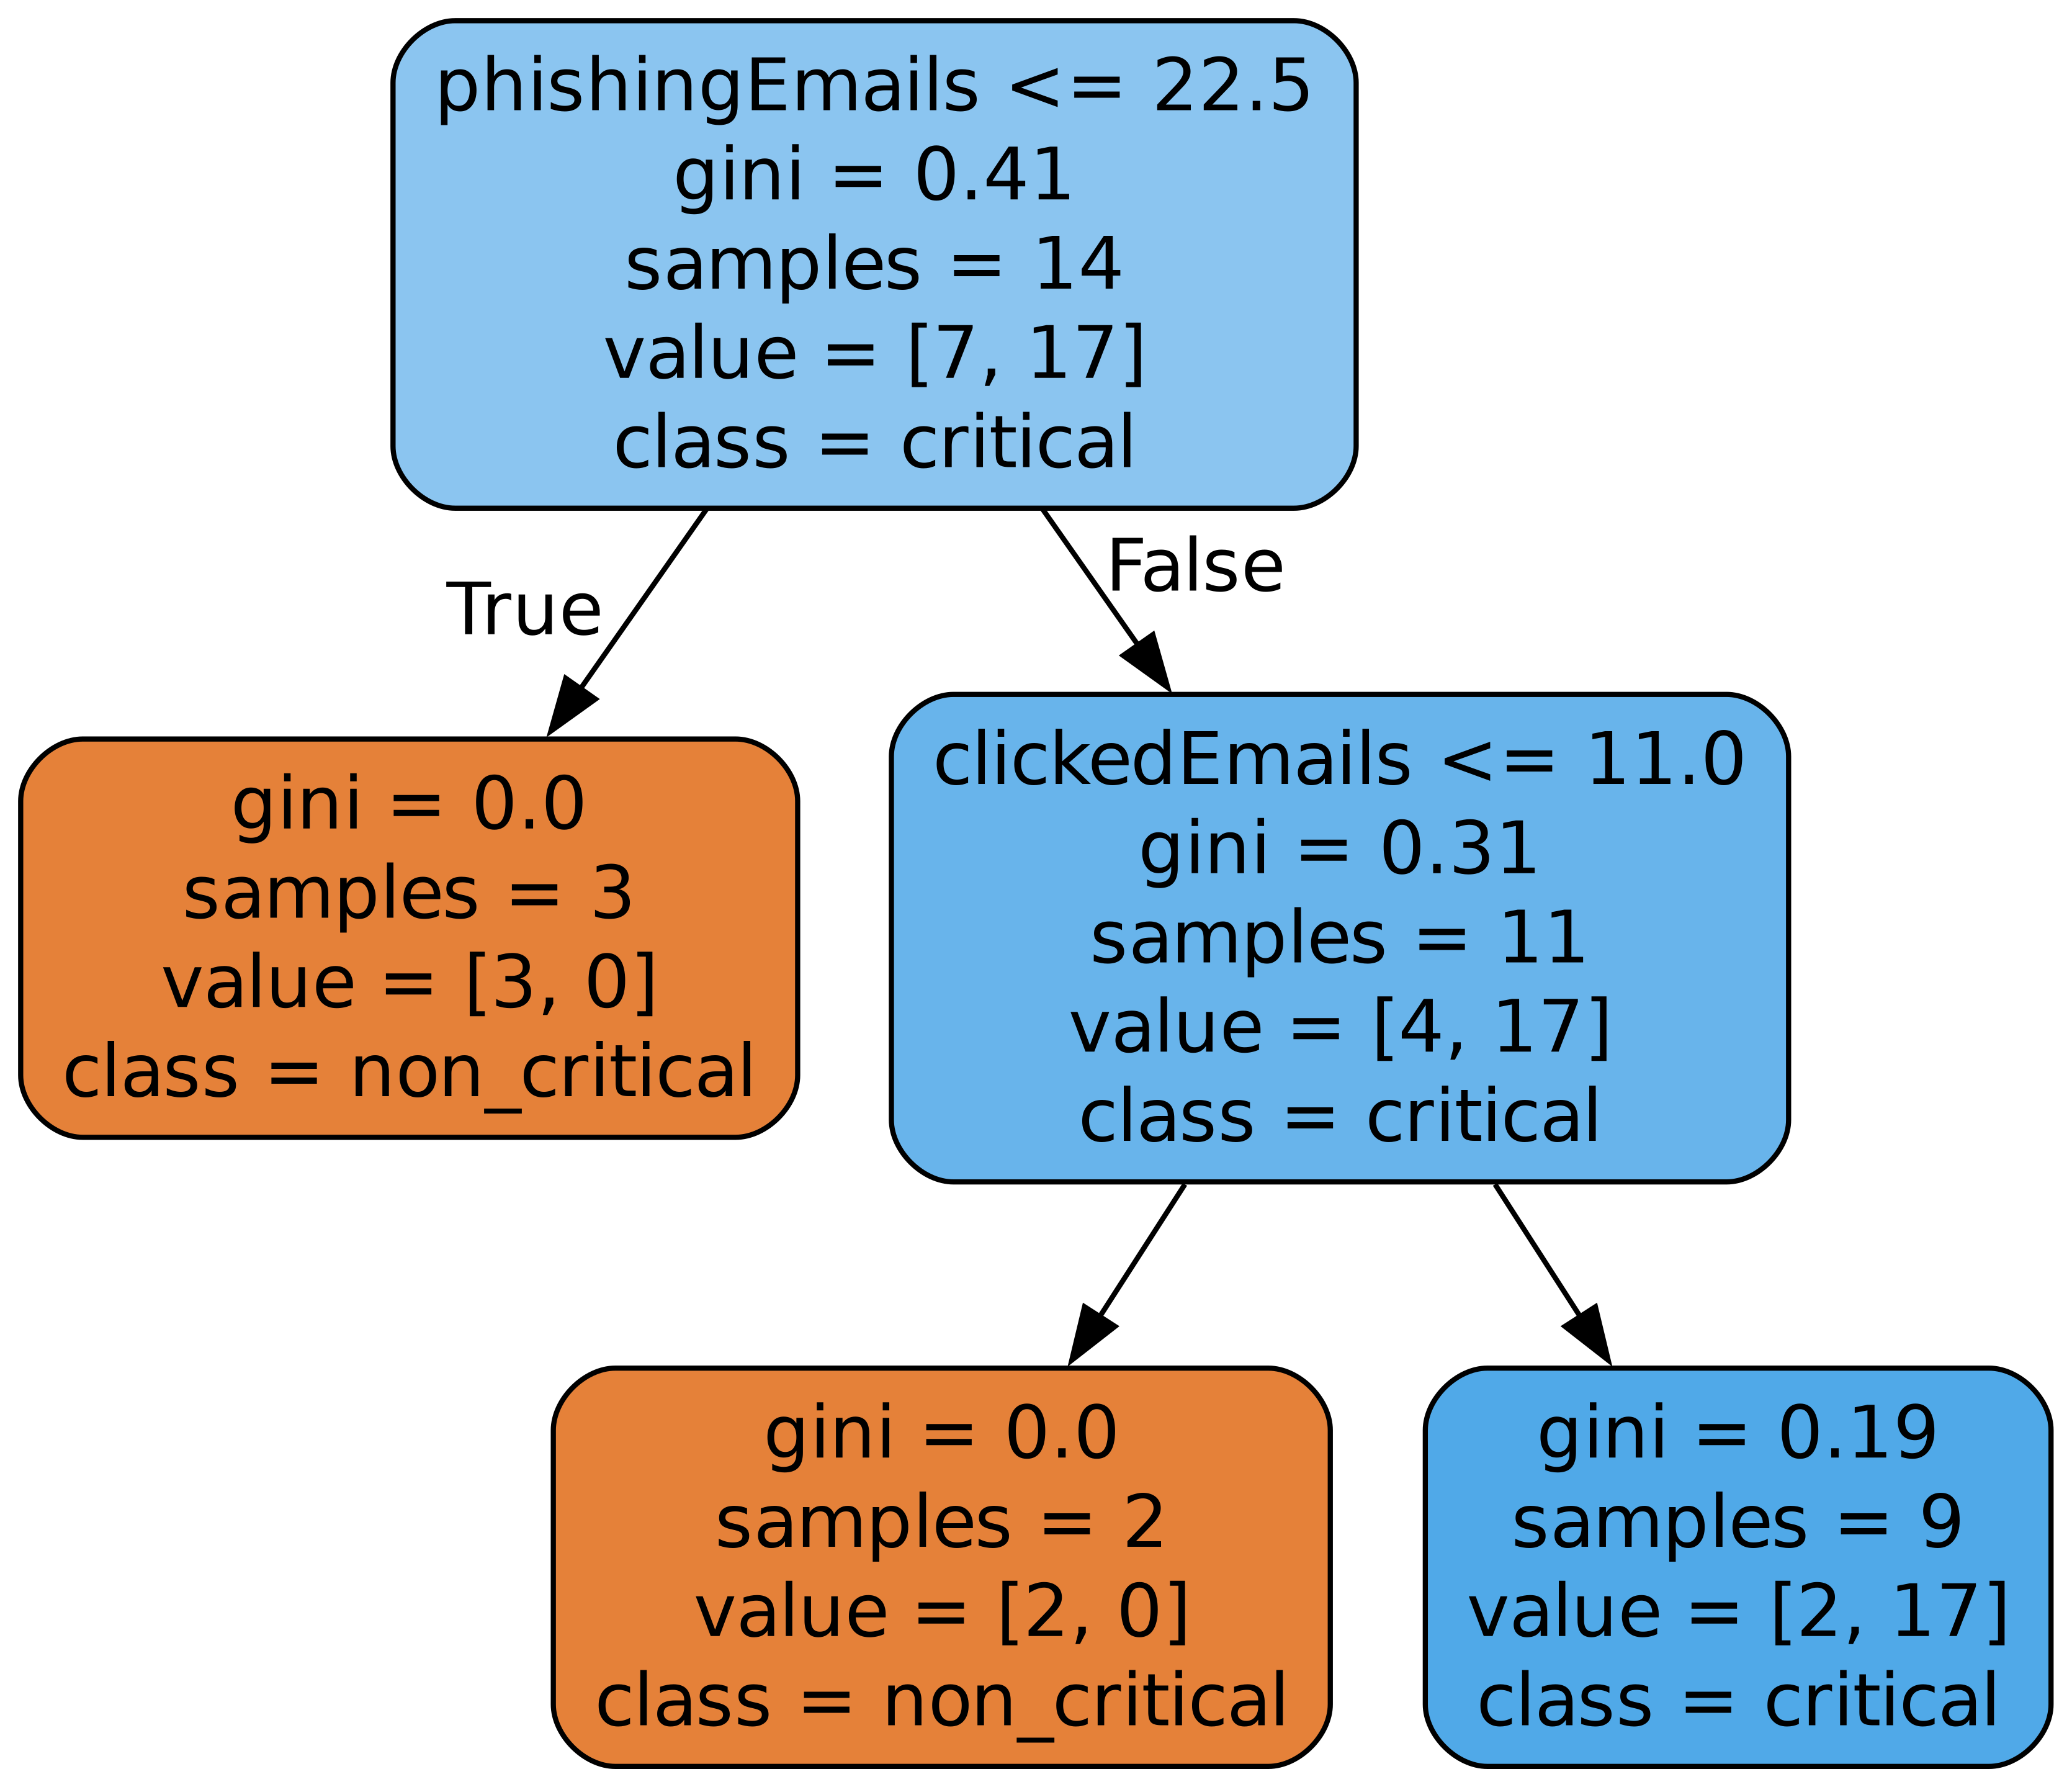 phishingEmails <= 22.5
gini = 0.41
samples = 14
value = [7, 17]
class = critical
True
False
gini = 0.0
samples = 3
value = [3, 0]
class = non_critical
clickedEmails <= 11.0
gini = 0.31
samples = 11
value = [4, 17]
class = critical
gini = 0.0
samples = 2
value = [2, 0]
class = non_critical
gini = 0.19
samples = 9
value = [2, 17]
class = critical